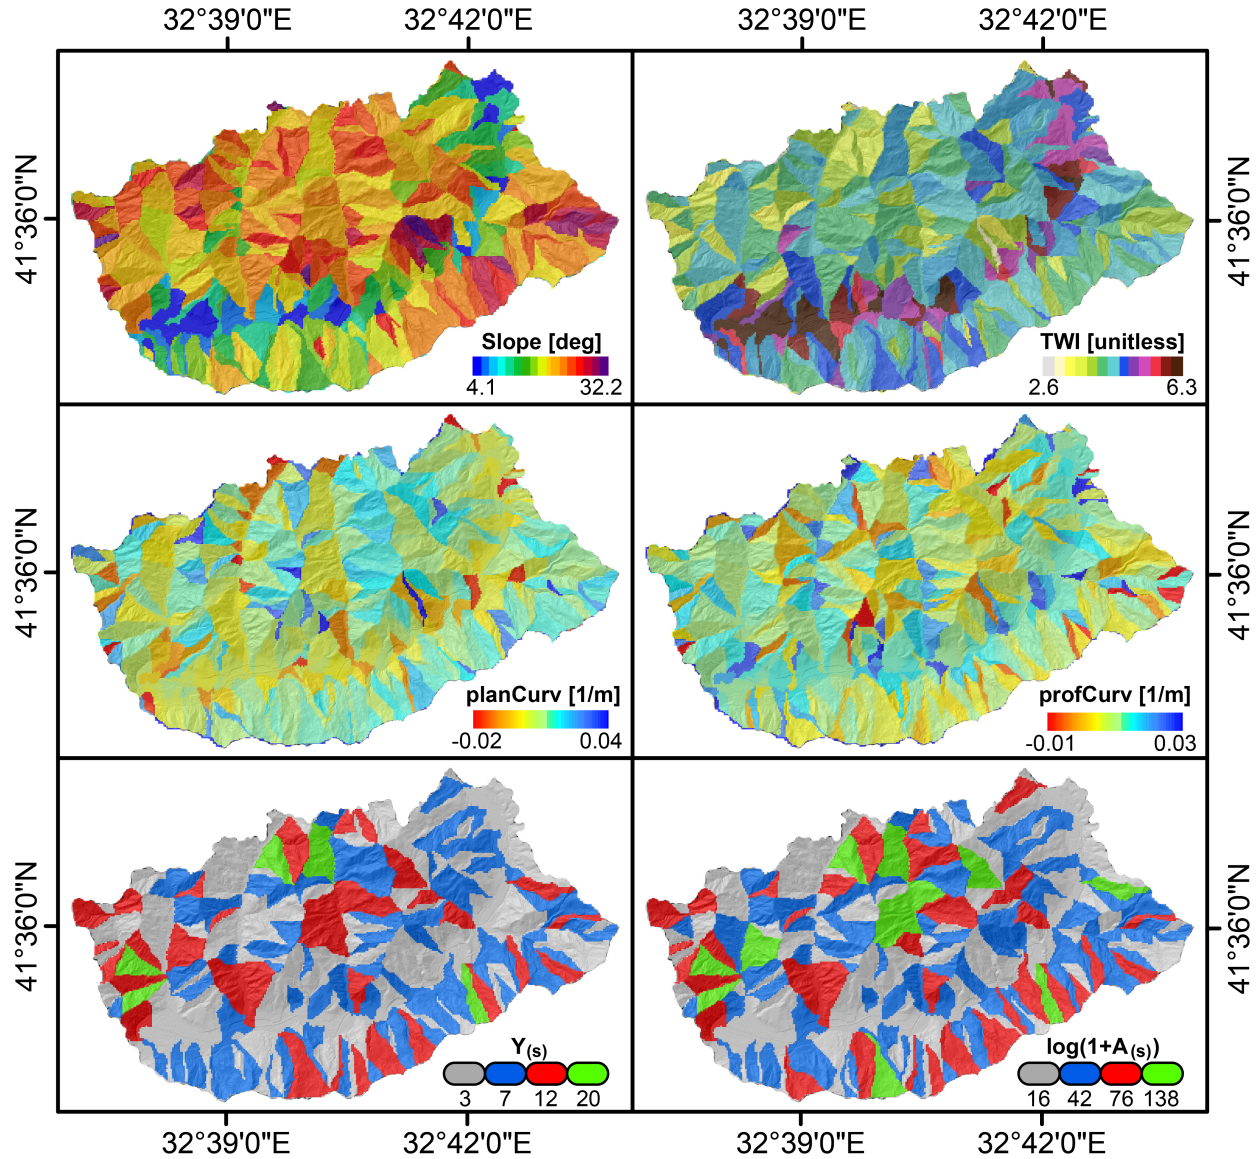 32°39'0"E 32°42'0"E 32°39'0"E 32°42'0"E
41°36'0"N
Slope [deg]
4.1 32.2
TWI [unitless]
2.6 6.3
41°36'0"N
41°36'0"N
planCurv [1/m]
-0.02 0.04
profCurv [1/m]
-0.01 0.03
41°36'0"N
41°36'0"N
Y(s)
3 7 12 20
log(1+A(s))
16 42 76 138
41°36'0"N
32°39'0"E 32°42'0"E 32°39'0"E 32°42'0"E